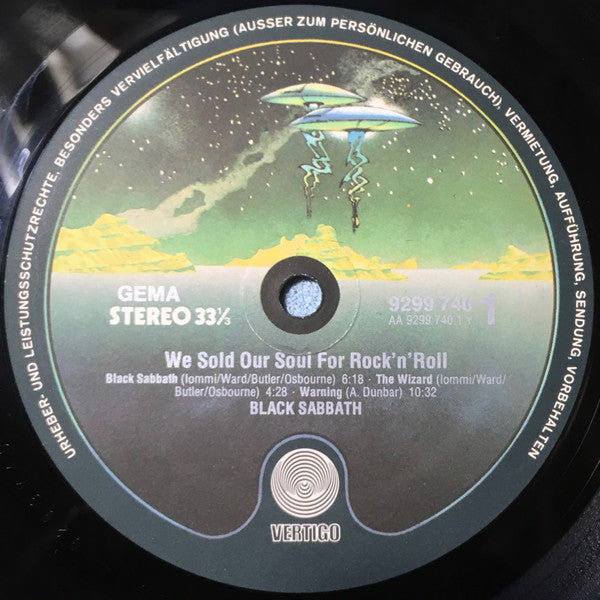 URHEBER- UND LEISTUNGSSCHUTZRECHTE, BESONDERS VERVIELFÄLTIGUNG (AUSSER ZUM PERSÖNLICHEN GEBRAUCH), VERMIETUNG, AUFFÜHRUNG, SENDUNG, VORBEHALTEN
GEMA
STEREO 33⅓
9299 740 1
AA 9299 740 1 Y
We Sold Our Soul For Rock'n'Roll
Black Sabbath (Iommi/Ward/Butler/Osbourne) 6:18 · The Wizard (Iommi/Ward/
Butler/Osbourne) 4:28 · Warning (A. Dunbar) 10:32
BLACK SABBATH
VERTIGO